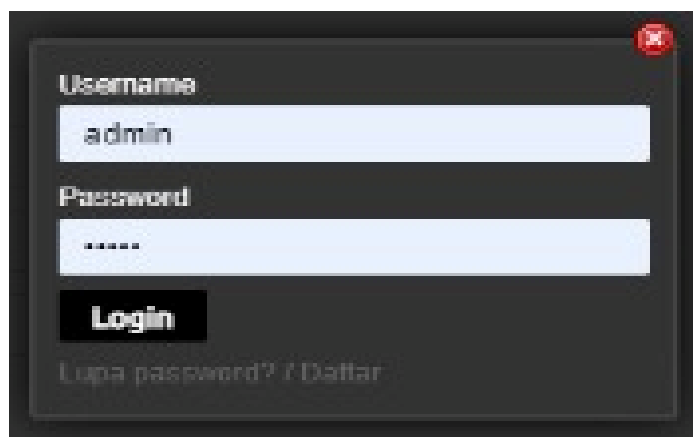 Username
admin
Password
•••••
Login
Lupa password? / Daftar